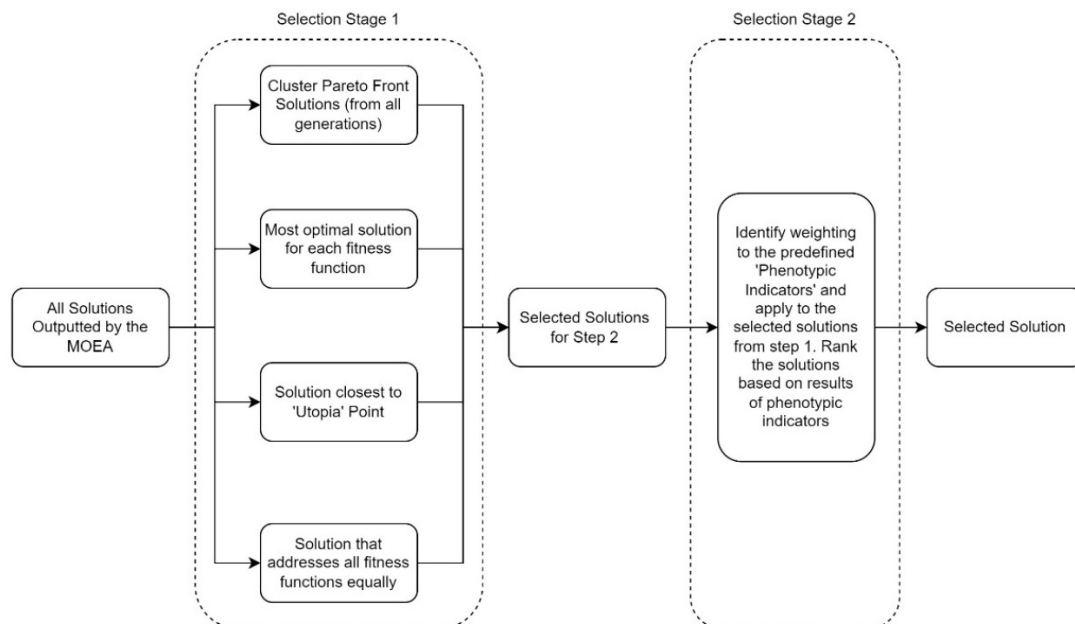 Selection Stage 1
Selection Stage 2
Cluster Pareto Front
Solutions (from all
generations)
Most optimal solution
for each fitness
function
All Solutions
Outputted by the
MOEA
Selected Solutions
for Step 2
Identify weighting
to the predefined
'Phenotypic
Indicators' and
apply to the
selected solutions
from step 1. Rank
the solutions
based on results
of phenotypic
indicators
Selected Solution
Solution closest to
'Utopia' Point
Solution that
addresses all fitness
functions equally